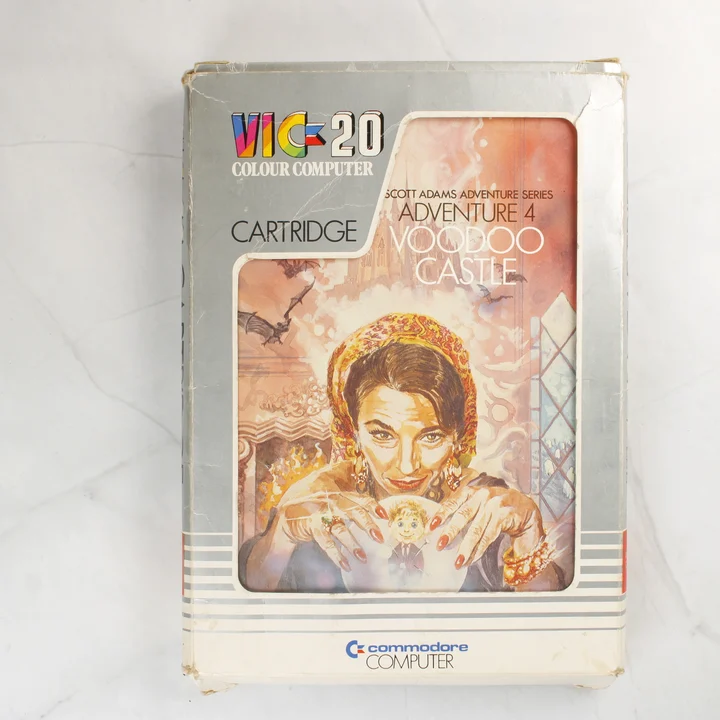 VIC-20
COLOUR COMPUTER
CARTRIDGE
SCOTT ADAMS ADVENTURE SERIES
ADVENTURE 4
VOODOO
CASTLE
commodore
COMPUTER